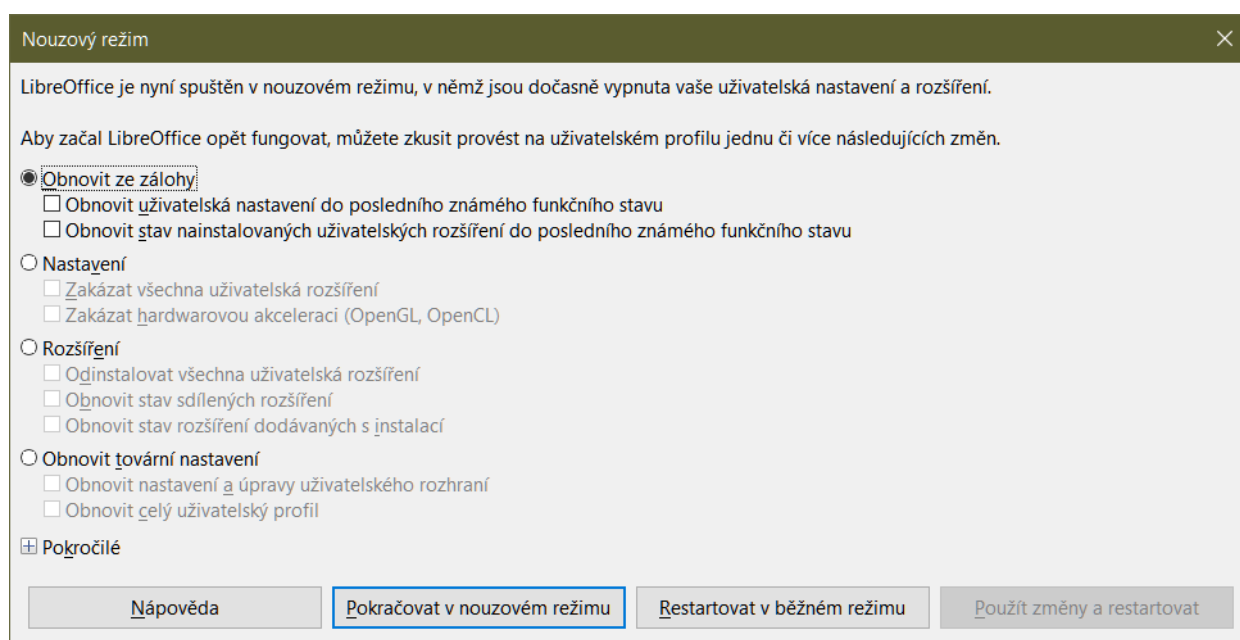 Nouzový režim
LibreOffice je nyní spuštěn v nouzovém režimu, v němž jsou dočasně vypnuta vaše uživatelská nastavení a rozšíření.
Aby začal LibreOffice opět fungovat, můžete zkusit provést na uživatelském profilu jednu či více následujících změn.
Obnovit ze zálohy
Obnovit uživatelská nastavení do posledního známého funkčního stavu
Obnovit stav nainstalovaných uživatelských rozšíření do posledního známého funkčního stavu
Nastavení
Zakázat všechna uživatelská rozšíření
Zakázat hardwarovou akceleraci (OpenGL, OpenCL)
Rozšíření
Odinstalovat všechna uživatelská rozšíření
Obnovit stav sdílených rozšíření
Obnovit stav rozšíření dodávaných s instalací
Obnovit tovární nastavení
Obnovit nastavení a úpravy uživatelského rozhraní
Obnovit celý uživatelský profil
Pokročilé
Nápověda Pokračovat v nouzovém režimu Restartovat v běžném režimu Použít změny a restartovat